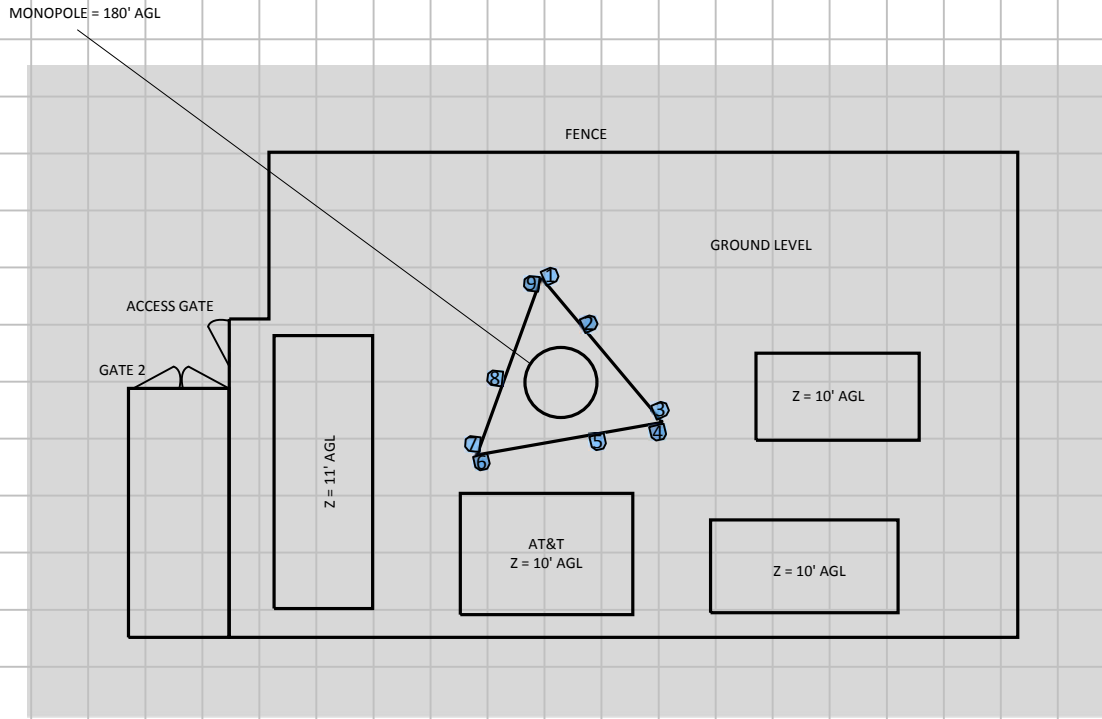 MONOPOLE = 180' AGL
FENCE
GROUND LEVEL
1
9
2
ACCESS GATE
GATE 2
8
3
4
5
7
6
Z = 10' AGL
Z = 11' AGL
AT&T
Z = 10' AGL
Z = 10' AGL